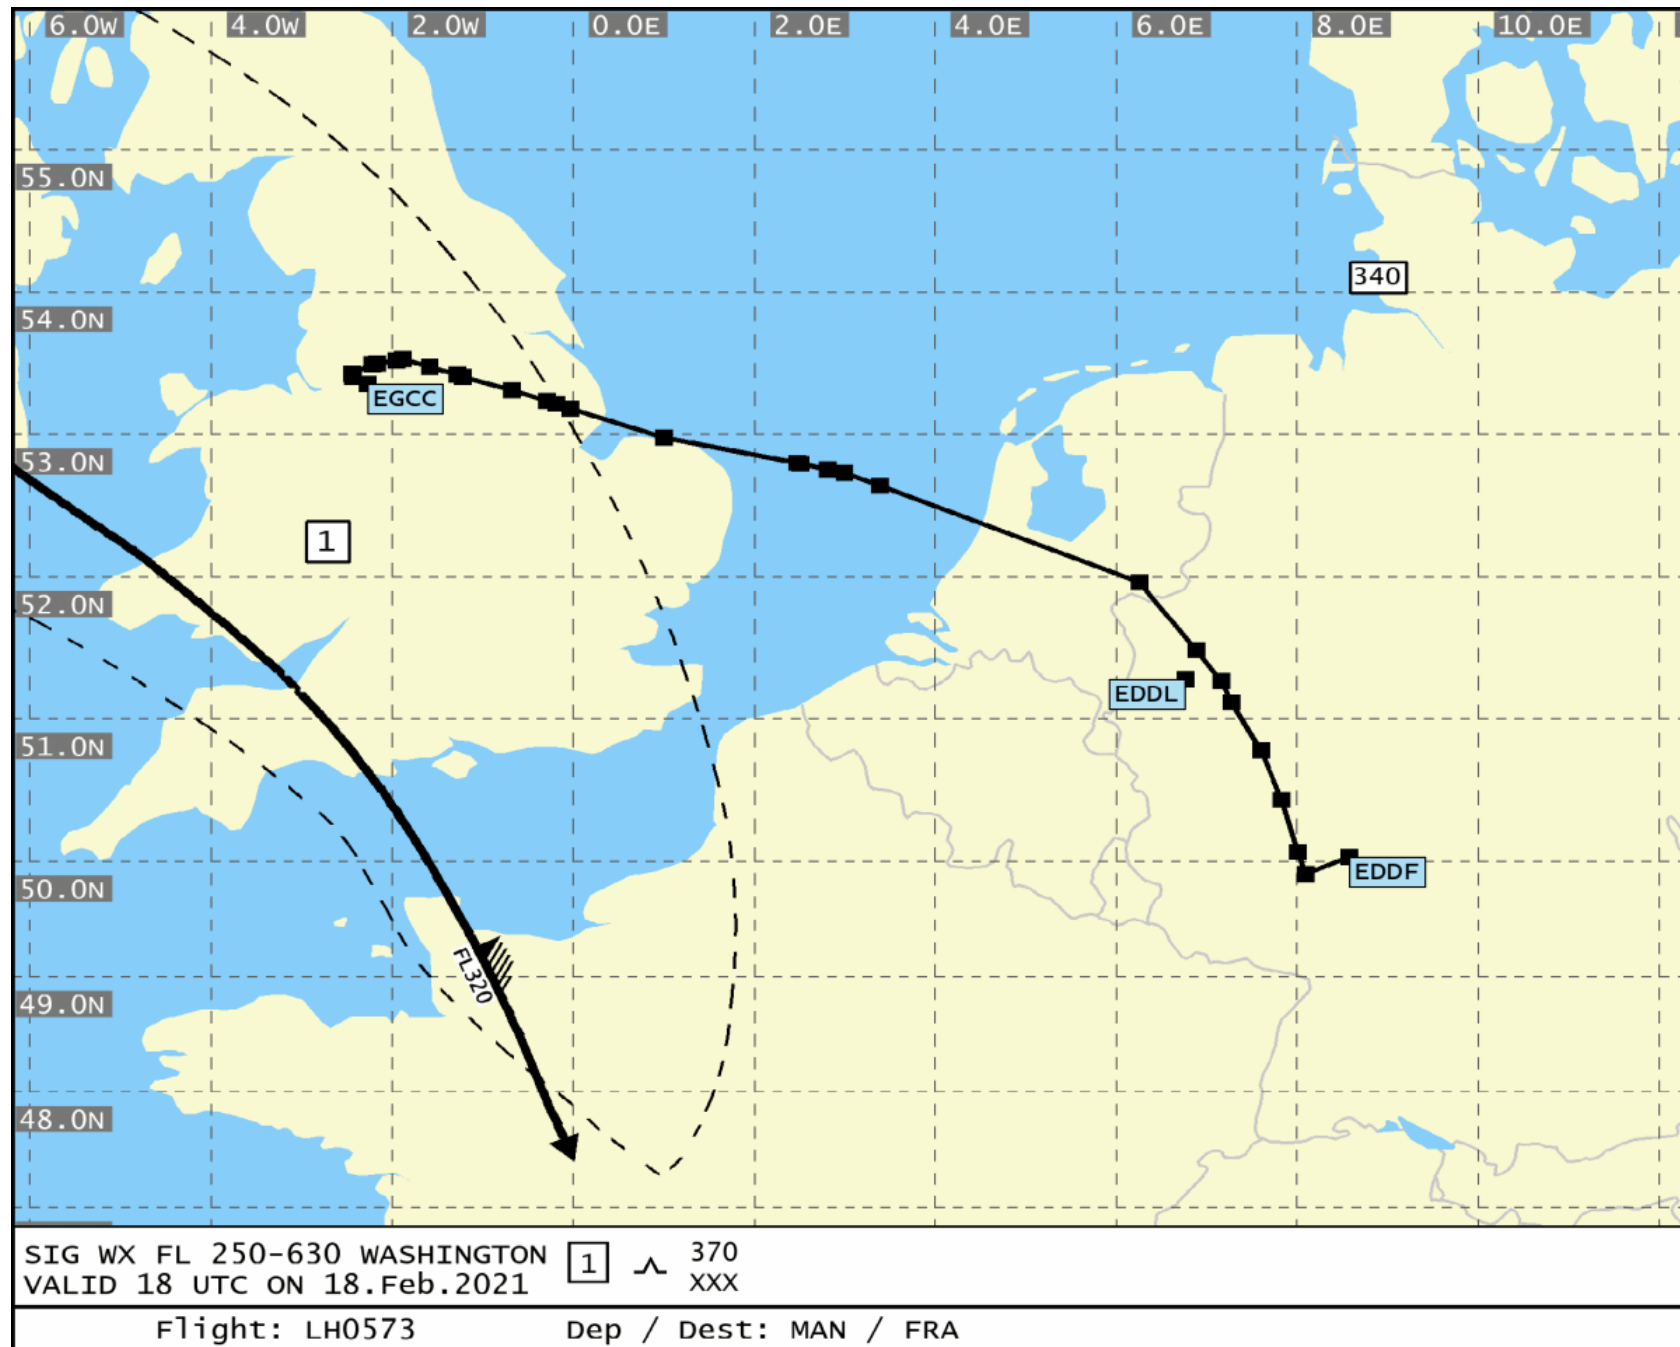 6.0W 4.0W 2.0W 0.0E 2.0E 4.0E 6.0E 8.0E 10.0E
55.0N
340
54.0N
EGCC
53.0N
1
52.0N
EDDL
51.0N
EDDF
50.0N
FL320
49.0N
48.0N
SIG WX FL 250-630 WASHINGTON 1 370
VALID 18 UTC ON 18.Feb.2021 XXX
Flight: LH0573 Dep / Dest: MAN / FRA